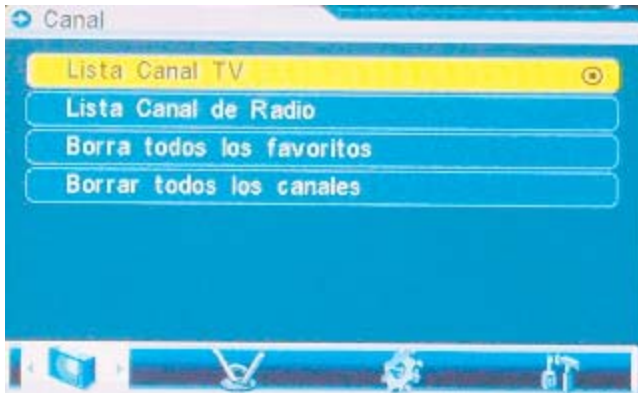 Canal
Lista Canal TV
Lista Canal de Radio
Borra todos los favoritos
Borrar todos los canales